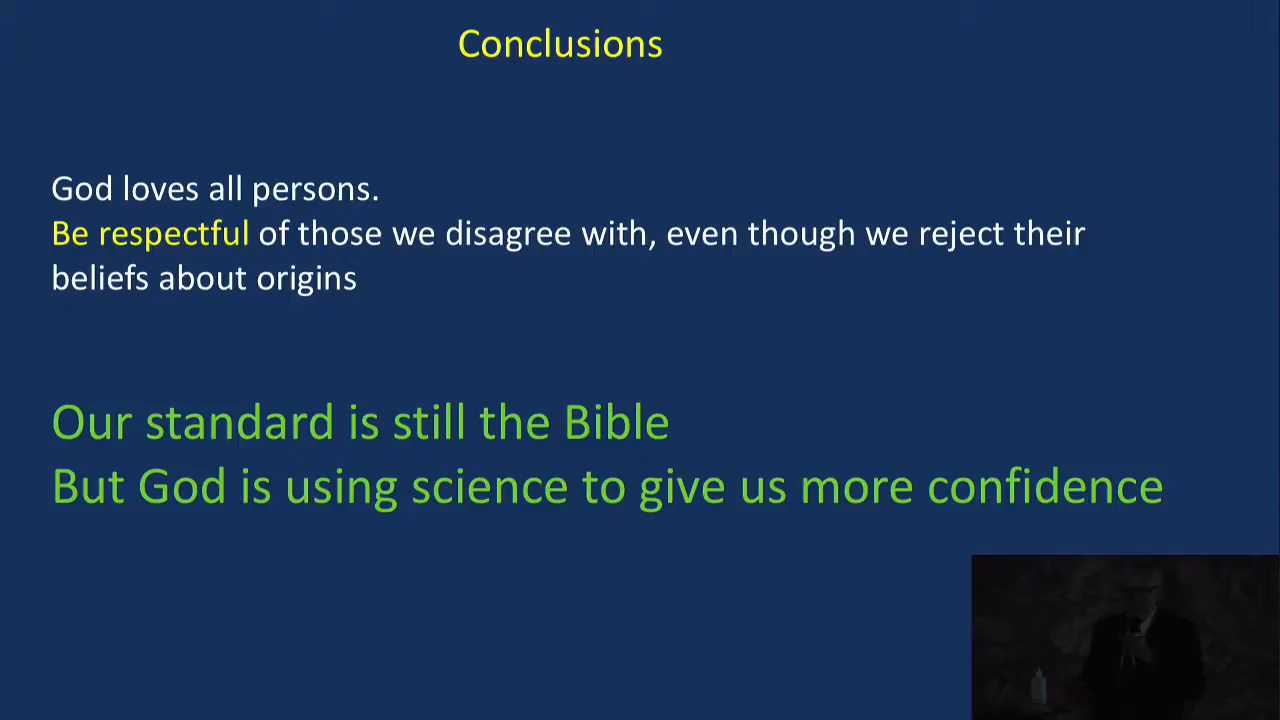 Conclusions
God loves all persons.
Be respectful of those we disagree with, even though we reject their
beliefs about origins
Our standard is still the Bible
But God is using science to give us more confidence